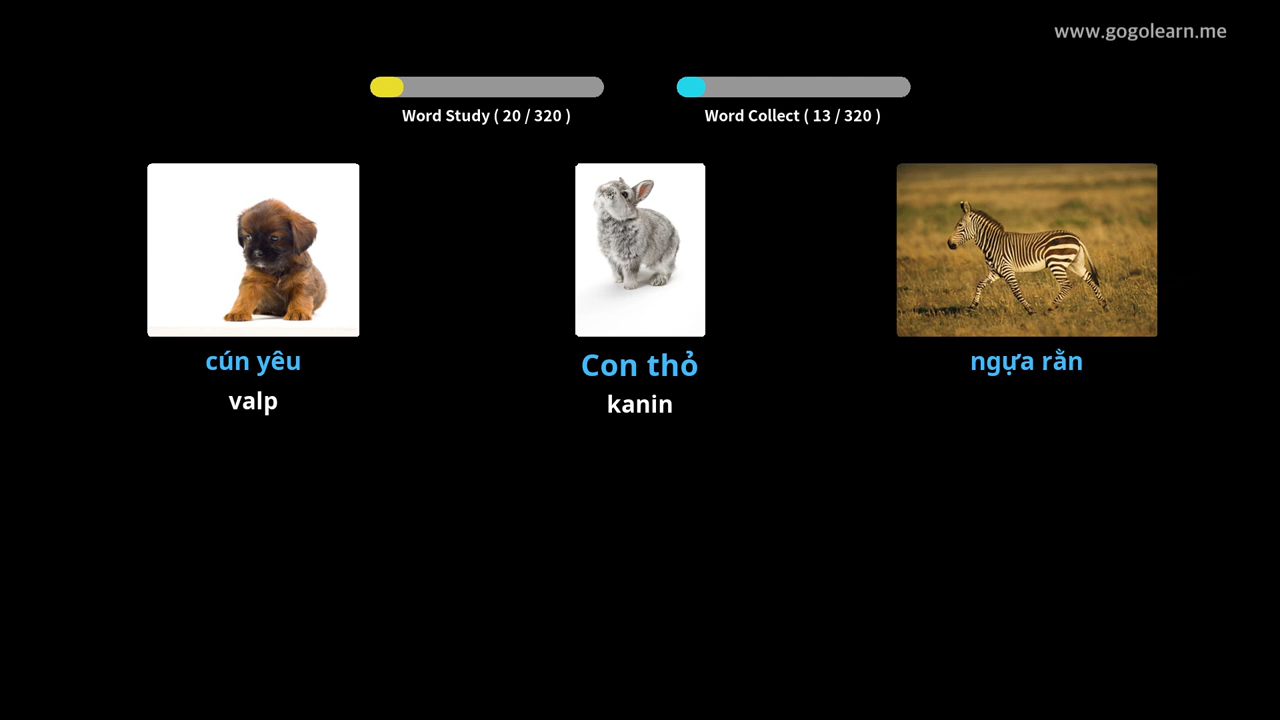 www.gogolearn.me
Word Study ( 20 / 320 )
Word Collect ( 13 / 320 )
cún yêu
Con thỏ
ngựa rằn
valp
kanin